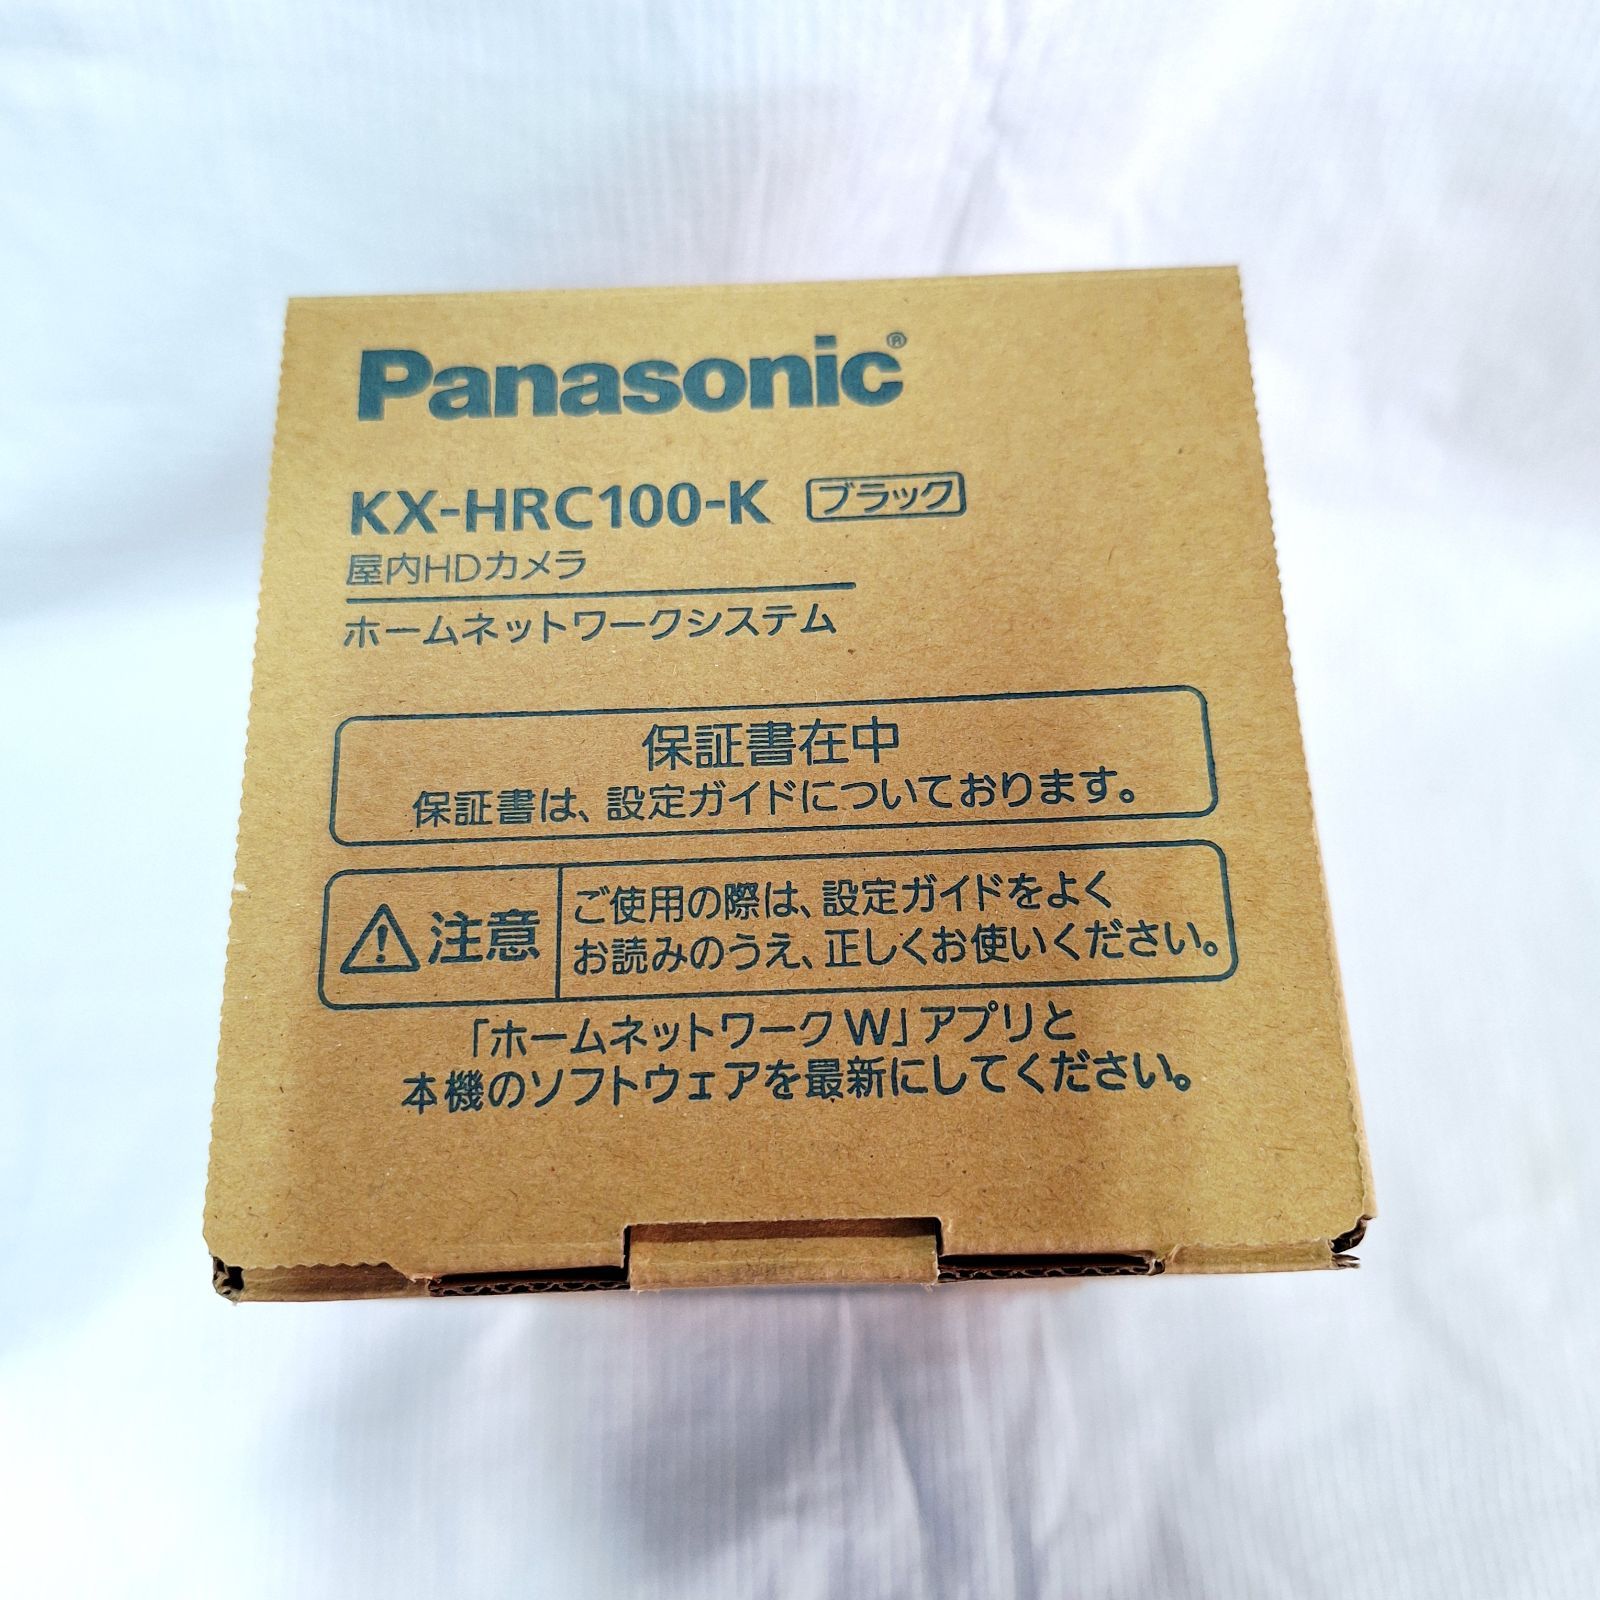 Panasonic®
KX-HRC100-K ブラック
屋内HDカメラ
ホームネットワークシステム
保証書在中
保証書は、設定ガイドについております。
注意
ご使用の際は、設定ガイドをよく
お読みのうえ、正しくお使いください。
「ホームネットワークW」アプリと
本機のソフトウェアを最新にしてください。